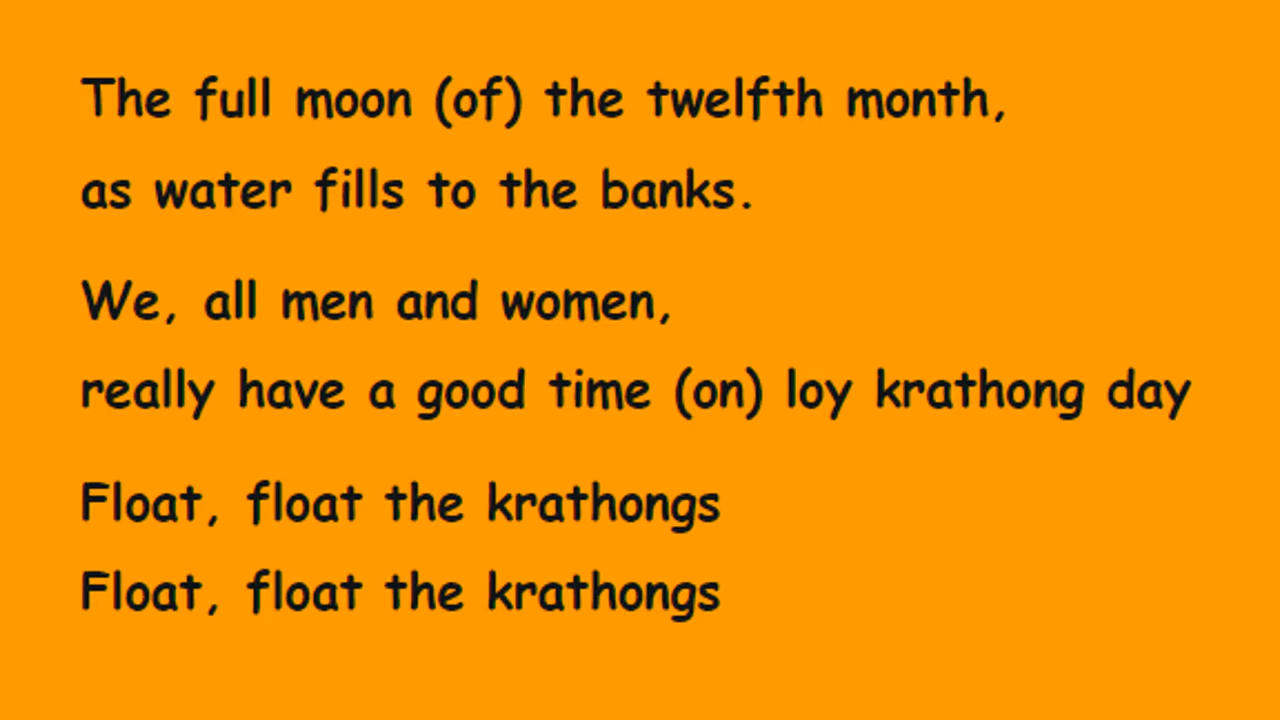 The full moon (of) the twelfth month,
as water fills to the banks.
We, all men and women,
really have a good time (on) loy krathong day
Float, float the krathongs
Float, float the krathongs